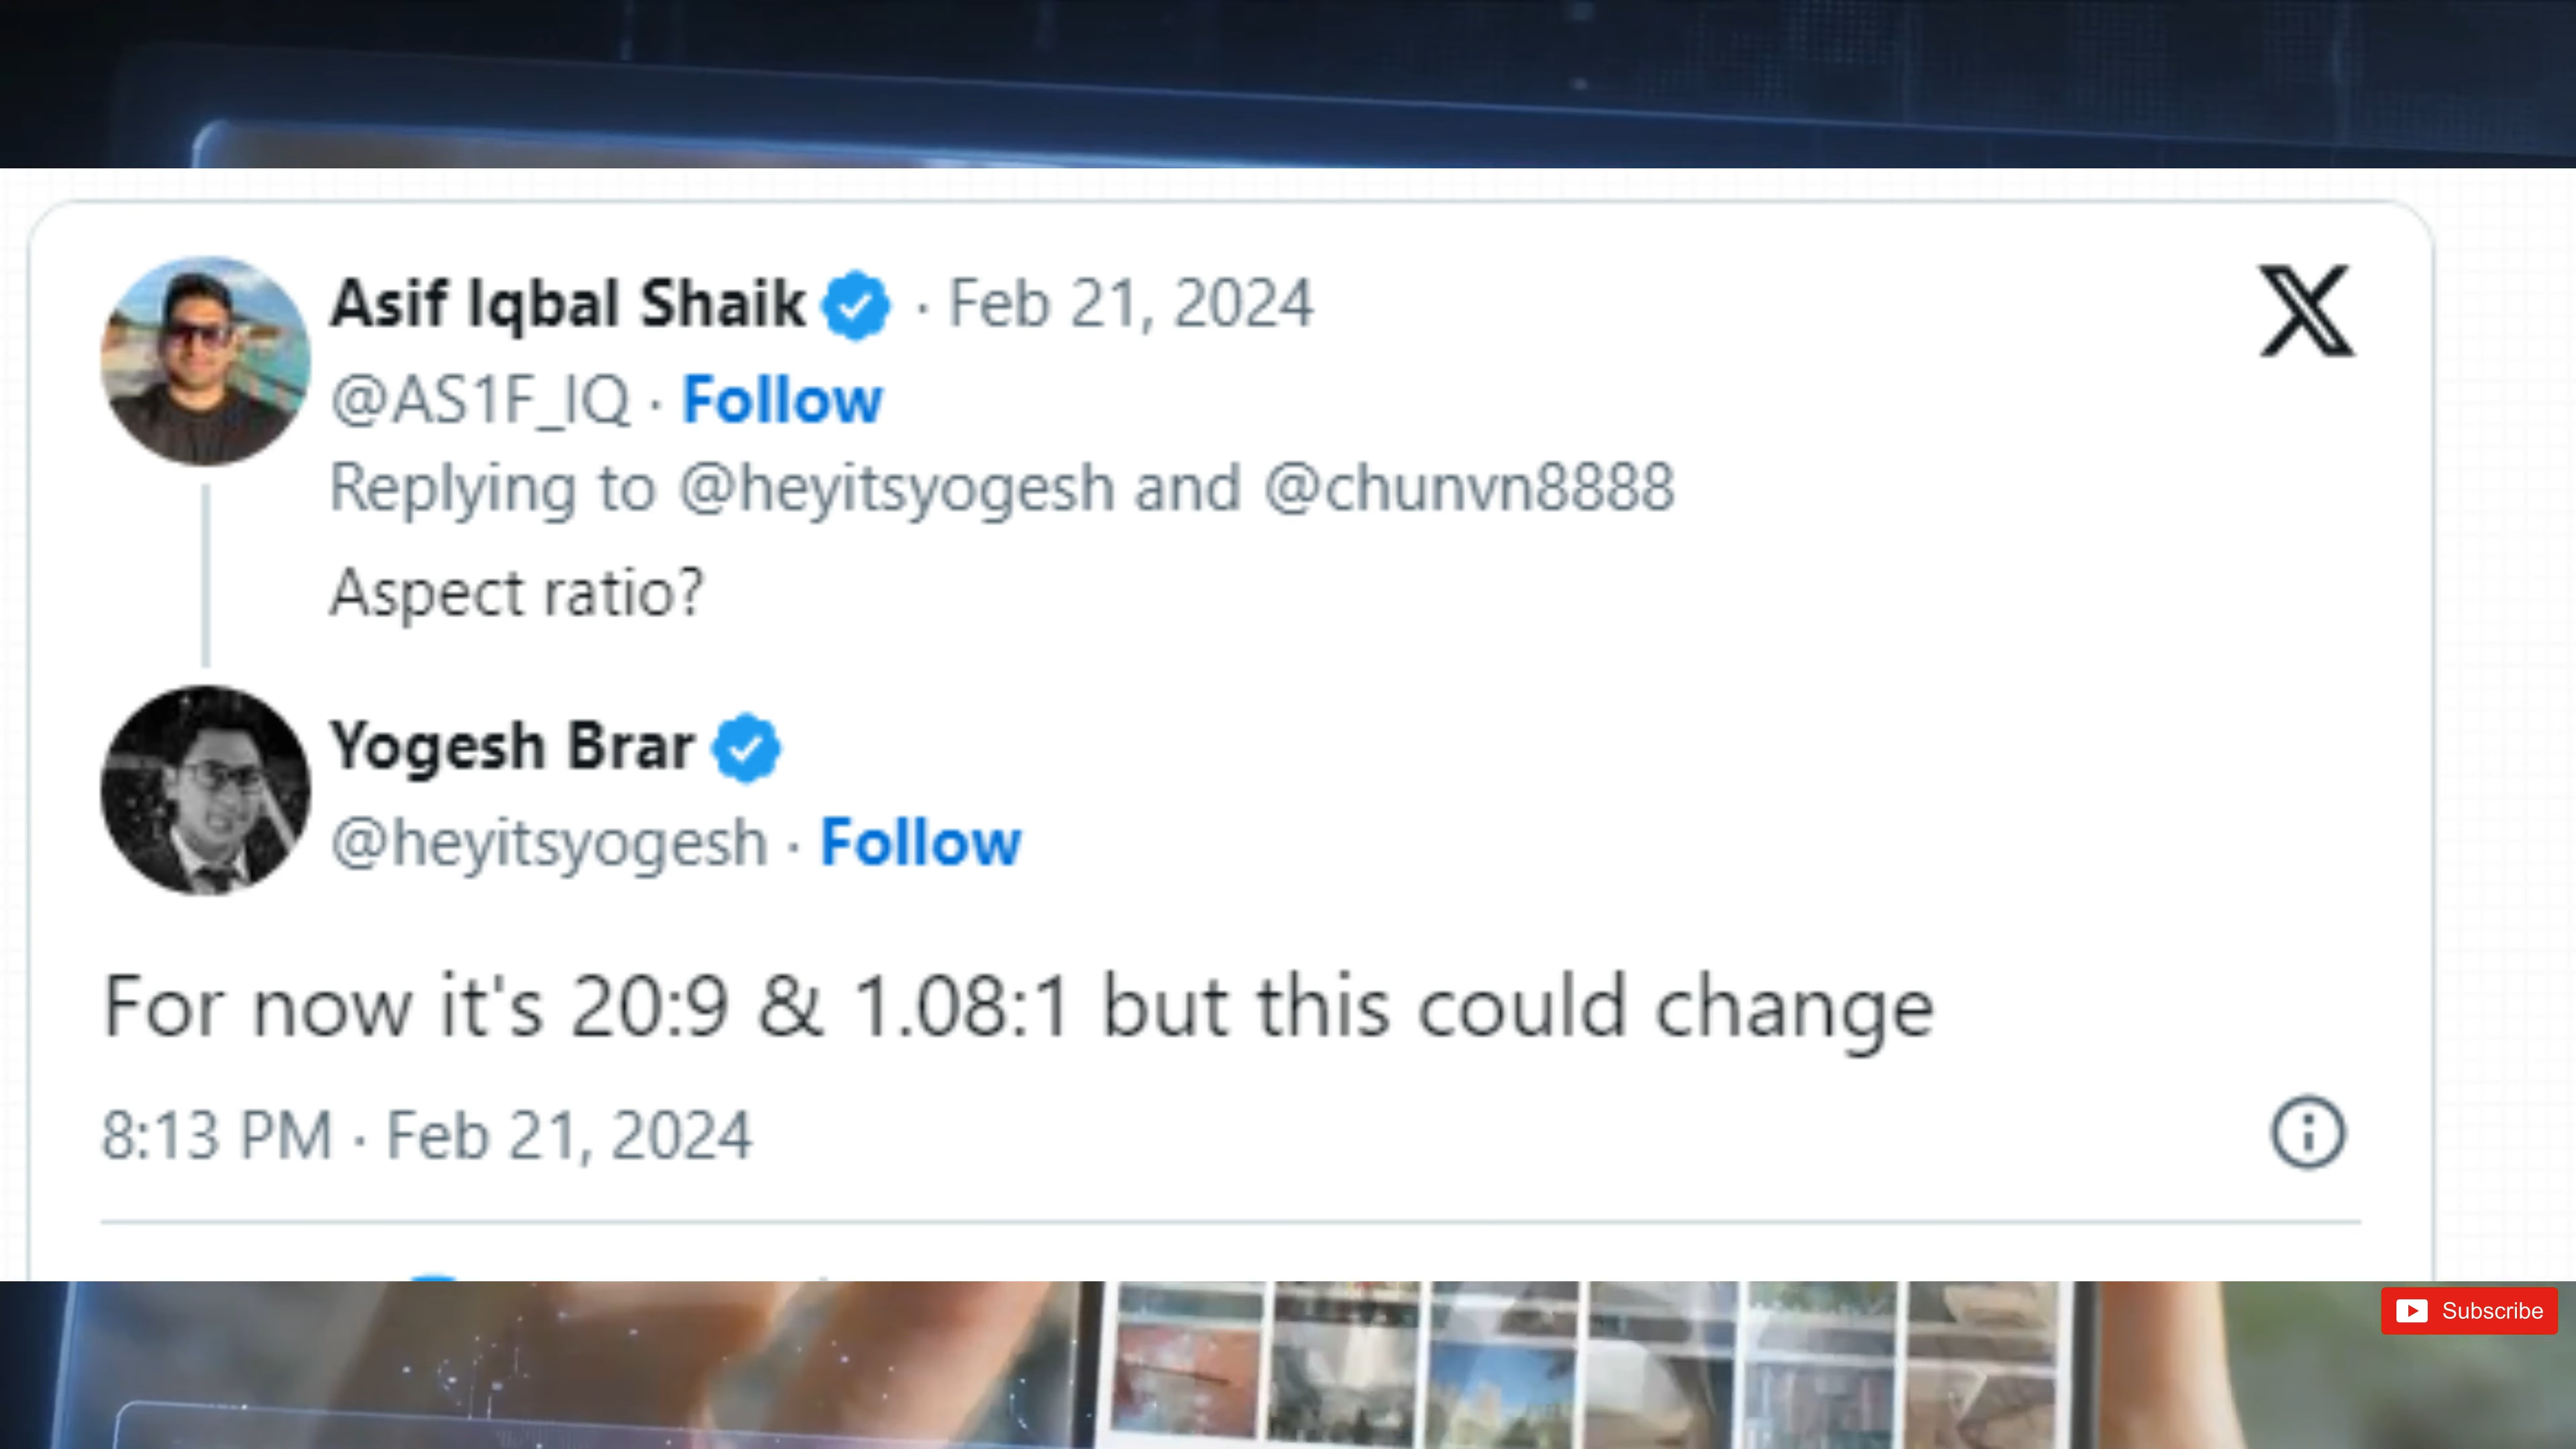 Asif Iqbal Shaik · Feb 21, 2024
@AS1F_IQ · Follow
Replying to @heyitsyogesh and @chunvn8888
Aspect ratio?
Yogesh Brar
@heyitsyogesh · Follow
For now it's 20:9 & 1.08:1 but this could change
8:13 PM · Feb 21, 2024
Subscribe